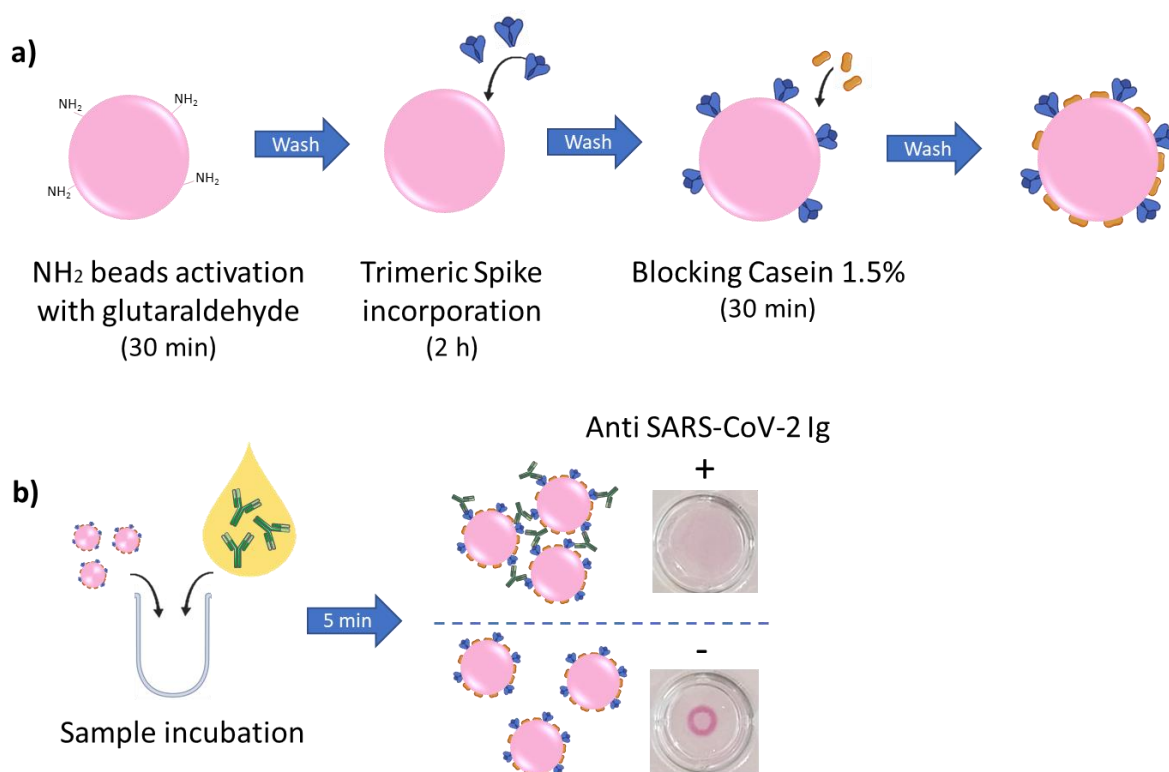 a)
NH₂
NH₂
NH₂
NH₂
Wash
Wash
Wash
NH₂ beads activation
with glutaraldehyde
(30 min)
Trimeric Spike
incorporation
(2 h)
Blocking Casein 1.5%
(30 min)
Anti SARS-CoV-2 Ig
+
b)
5 min
-
Sample incubation